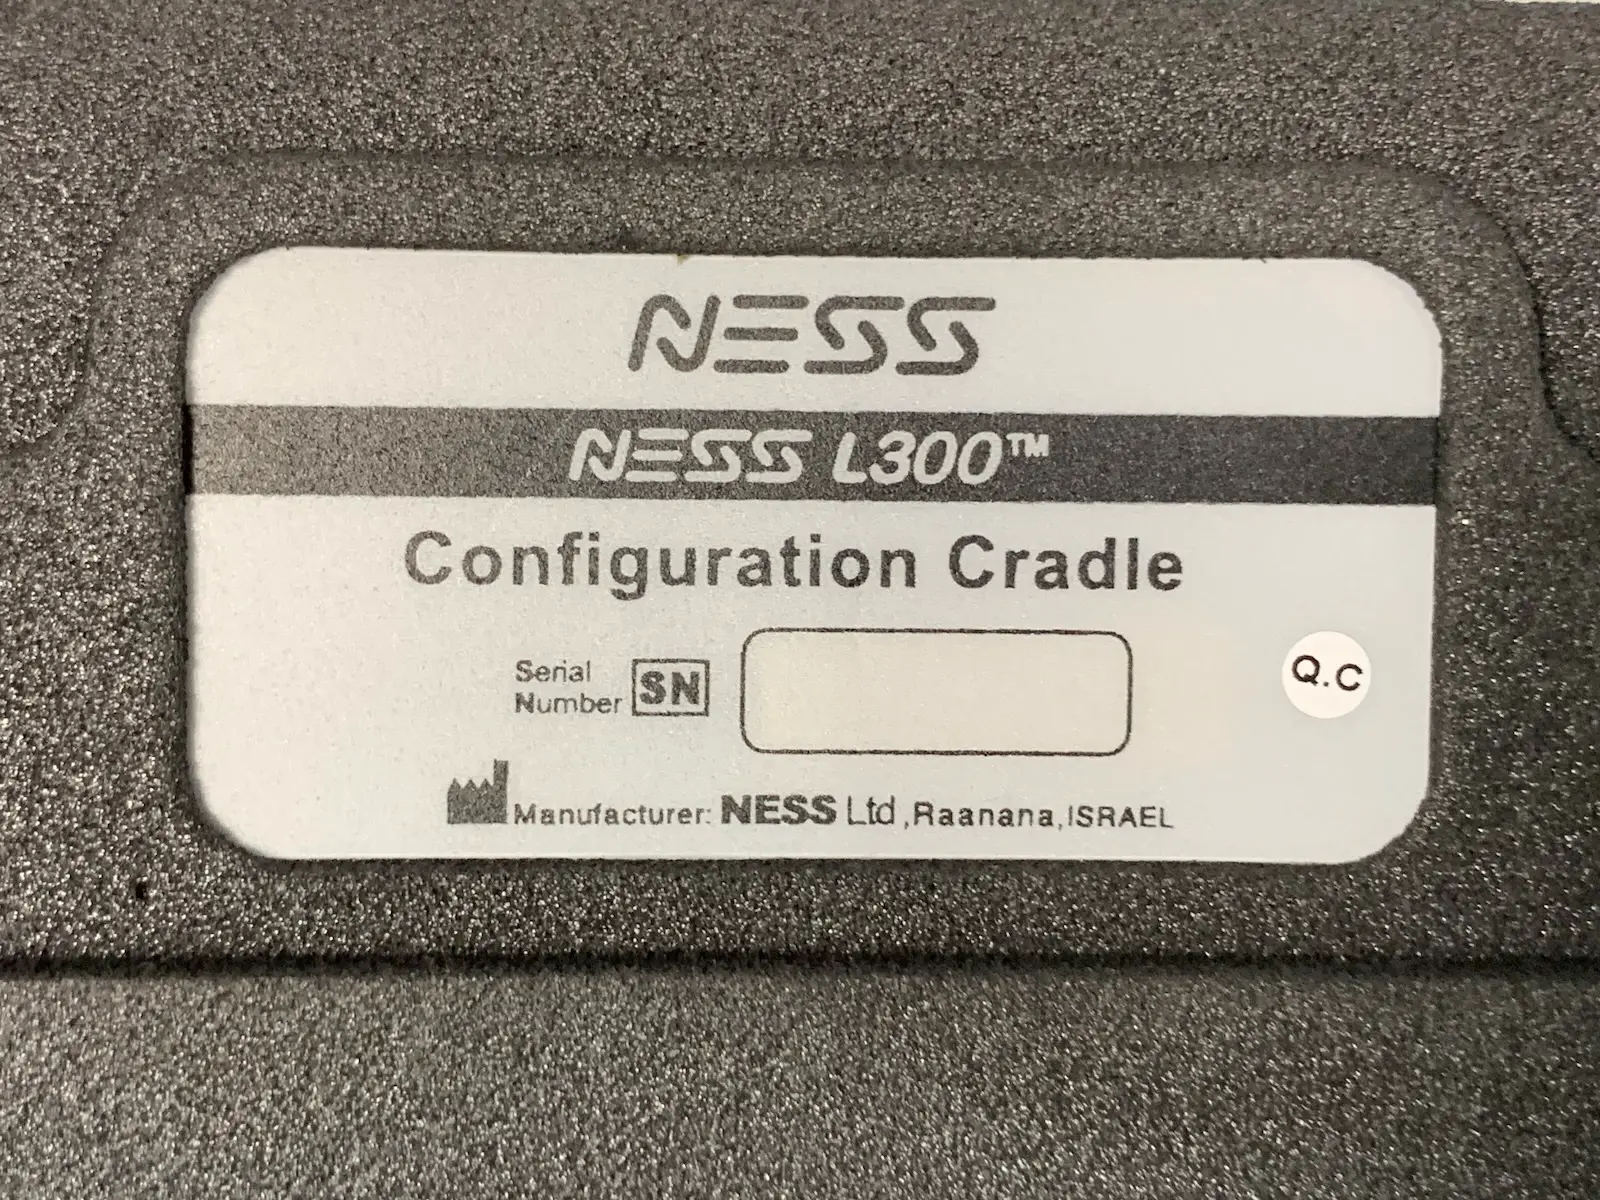 NESS
NESS L300™
Configuration Cradle
Serial
Number SN
Q.C
Manufacturer: NESS Ltd ,Raanana, ISRAEL